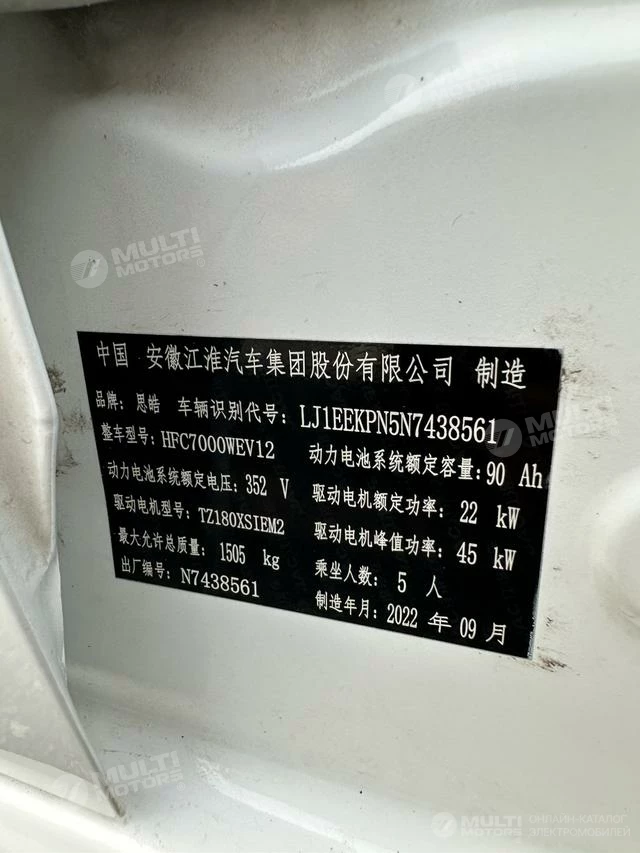 MULTI
MOTORS
中国 安徽江淮汽车集团股份有限公司 制造
品牌：思皓 车辆识别代号：LJ1EEKPN5N7438561
整车型号：HFC7000WEV12 动力电池系统额定容量：90 Ah
动力电池系统额定电压：352 V 驱动电机额定功率：22 kW
驱动电机型号：TZ180XSIEM2 驱动电机峰值功率：45 kW
最大允许总质量：1505 kg 乘坐人数：5 人
出厂编号：N7438561 制造年月：2022 年 09 月
MULTI
MOTORS
MULTI
MOTORS
MULTI
MOTORS
ОНЛАЙН-КАТАЛОГ
ЭЛЕКТРОМОБИЛЕЙ